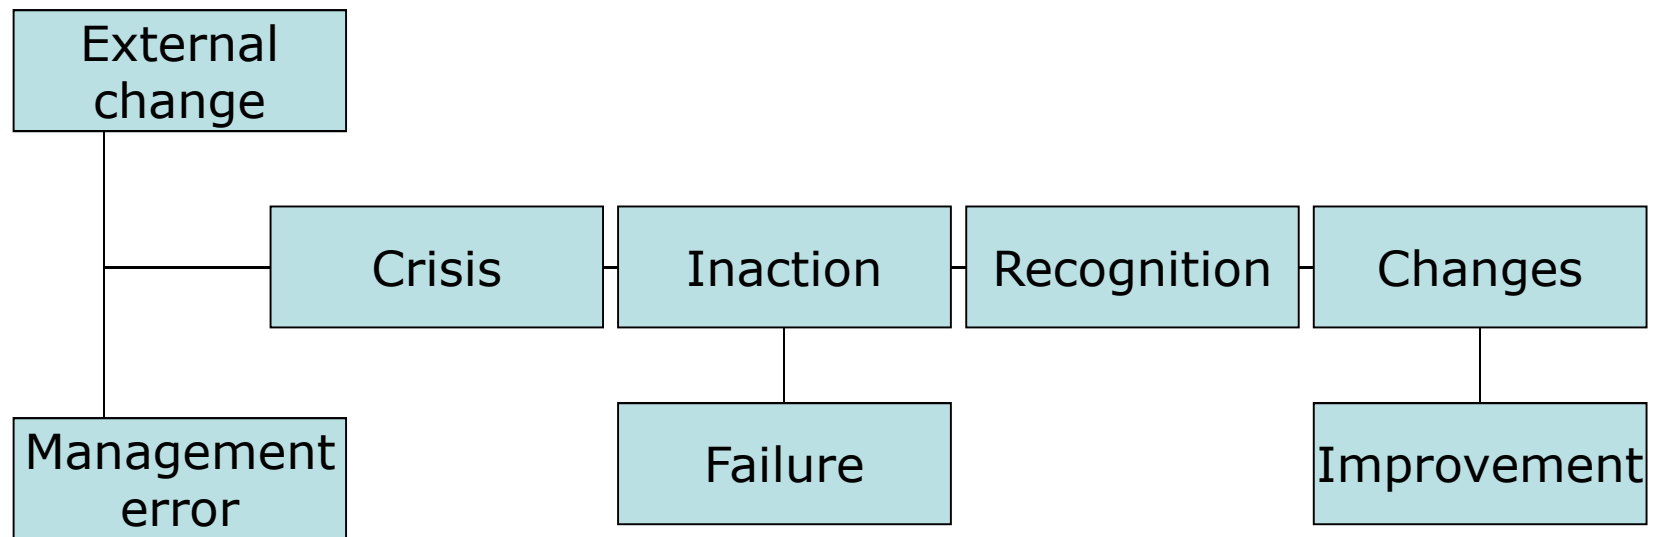 External
change
Crisis
Inaction
Recognition
Changes
Management
error
Failure
Improvement